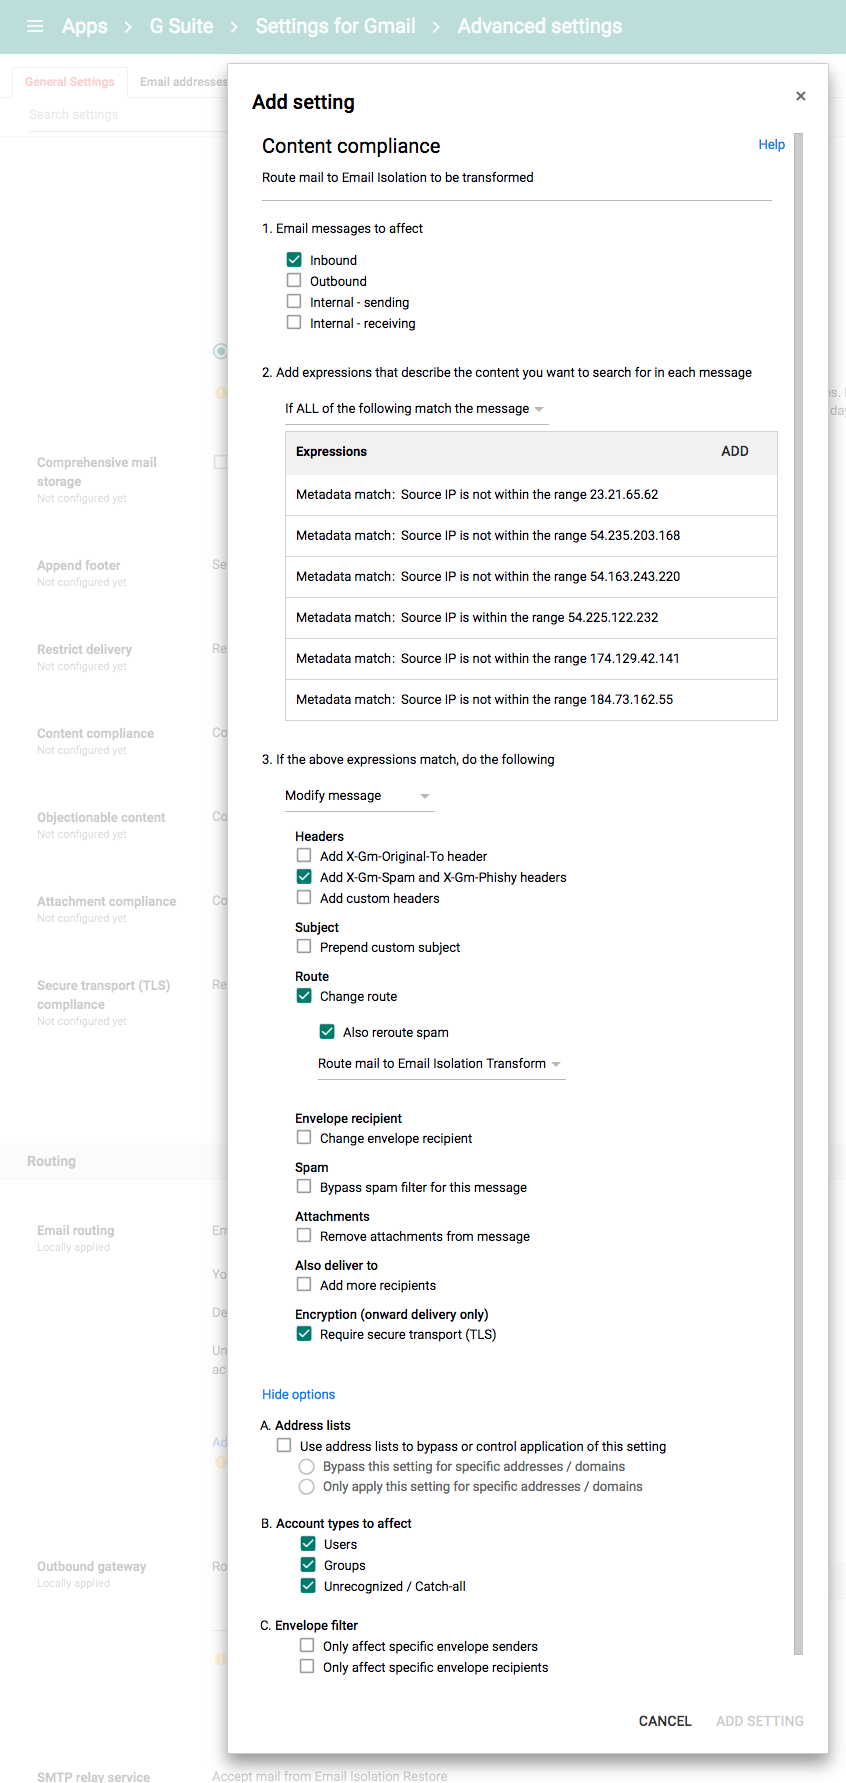 Apps > G Suite > Settings for Gmail > Advanced settings
General Settings
Email addresses
Search settings
Add setting
×
Content compliance
Help
Route mail to Email Isolation to be transformed
1. Email messages to affect
Inbound
Outbound
Internal - sending
Internal - receiving
2. Add expressions that describe the content you want to search for in each message
If ALL of the following match the message
Expressions
ADD
Metadata match: Source IP is not within the range 23.21.65.62
Metadata match: Source IP is not within the range 54.235.203.168
Metadata match: Source IP is not within the range 54.163.243.220
Metadata match: Source IP is within the range 54.225.122.232
Metadata match: Source IP is not within the range 174.129.42.141
Metadata match: Source IP is not within the range 184.73.162.55
3. If the above expressions match, do the following
Modify message
Headers
Add X-Gm-Original-To header
Add X-Gm-Spam and X-Gm-Phishy headers
Add custom headers
Subject
Prepend custom subject
Route
Change route
Also reroute spam
Route mail to Email Isolation Transform
Envelope recipient
Change envelope recipient
Spam
Bypass spam filter for this message
Attachments
Remove attachments from message
Also deliver to
Add more recipients
Encryption (onward delivery only)
Require secure transport (TLS)
Hide options
A. Address lists
Use address lists to bypass or control application of this setting
Bypass this setting for specific addresses / domains
Only apply this setting for specific addresses / domains
B. Account types to affect
Users
Groups
Unrecognized / Catch-all
C. Envelope filter
Only affect specific envelope senders
Only affect specific envelope recipients
CANCEL
ADD SETTING
Comprehensive mail
storage
Not configured yet
Append footer
Not configured yet
Restrict delivery
Not configured yet
Content compliance
Not configured yet
Objectionable content
Not configured yet
Attachment compliance
Not configured yet
Secure transport (TLS)
compliance
Not configured yet
Routing
Email routing
Locally applied
Outbound gateway
Locally applied
SMTP relay service
Accept mail from Email Isolation Restore